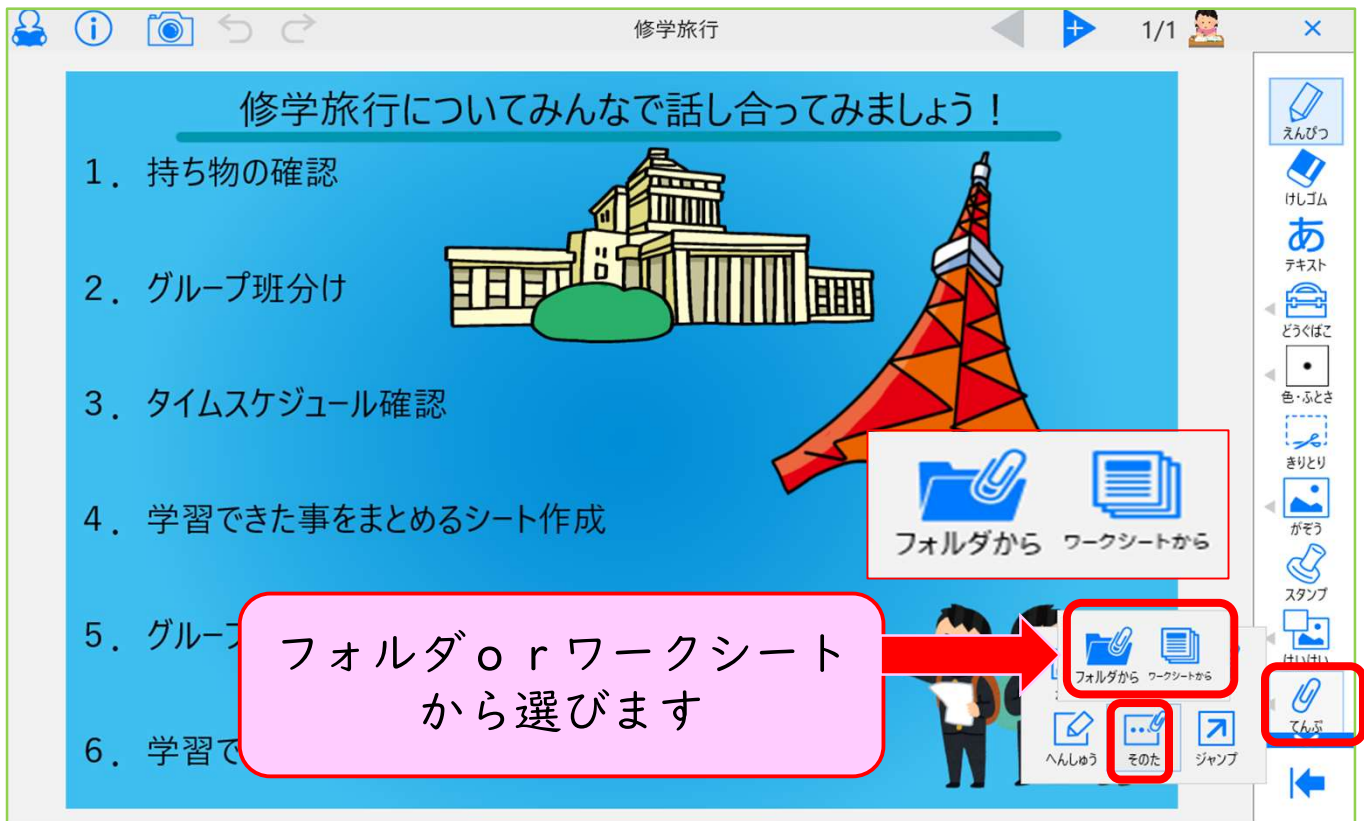 修学旅行
1/1
修学旅行についてみんなで話し合ってみましょう！
1．持ち物の確認
2．グループ班分け
3．タイムスケジュール確認
4．学習できた事をまとめるシート作成
5．グルー
6．学習で
フォルダから
ワークシートから
フォルダｏｒワークシート
から選びます
フォルダから
ワークシートから
へんしゅう
そのた
ジャンプ
えんぴつ
けしゴム
あ
テキスト
どうぐばこ
色・ふとさ
きりとり
がぞう
スタンプ
はいけい
てんぷ